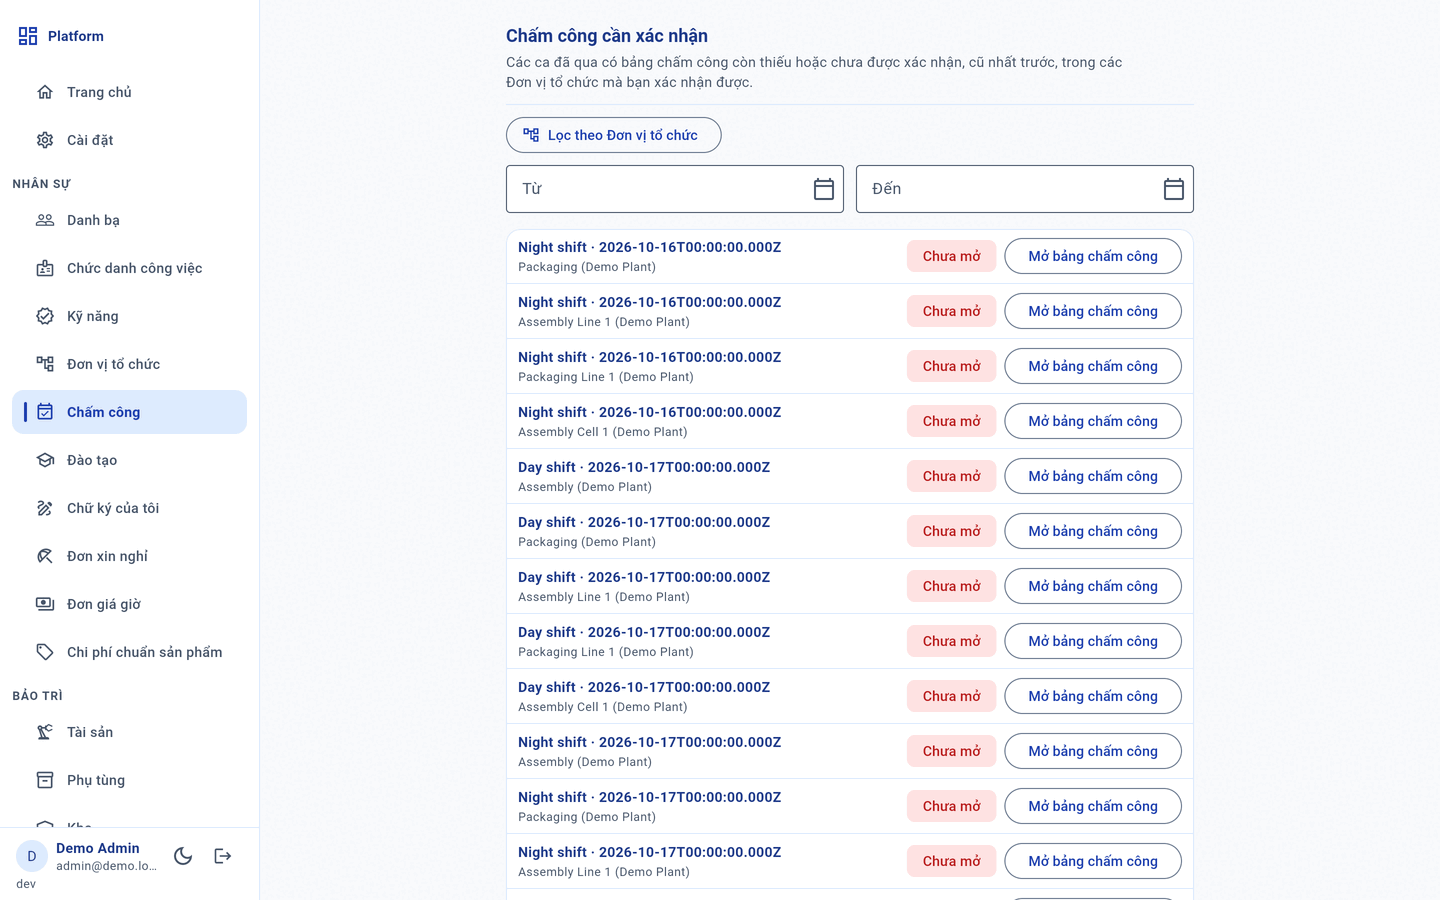 Platform
Trang chủ
Cài đặt
NHÂN SỰ
Danh bạ
Chức danh công việc
Kỹ năng
Đơn vị tổ chức
Chấm công
Đào tạo
Chữ ký của tôi
Đơn xin nghỉ
Đơn giá giờ
Chi phí chuẩn sản phẩm
BẢO TRÌ
Tài sản
Phụ tùng
D
Demo Admin
admin@demo.lo...
dev
Chấm công cần xác nhận
Các ca đã qua có bảng chấm công còn thiếu hoặc chưa được xác nhận, cũ nhất trước, trong các
Đơn vị tổ chức mà bạn xác nhận được.
Lọc theo Đơn vị tổ chức
Từ
Đến
Night shift · 2026-10-16T00:00:00.000Z
Packaging (Demo Plant)
Chưa mở
Mở bảng chấm công
Night shift · 2026-10-16T00:00:00.000Z
Assembly Line 1 (Demo Plant)
Chưa mở
Mở bảng chấm công
Night shift · 2026-10-16T00:00:00.000Z
Packaging Line 1 (Demo Plant)
Chưa mở
Mở bảng chấm công
Night shift · 2026-10-16T00:00:00.000Z
Assembly Cell 1 (Demo Plant)
Chưa mở
Mở bảng chấm công
Day shift · 2026-10-17T00:00:00.000Z
Assembly (Demo Plant)
Chưa mở
Mở bảng chấm công
Day shift · 2026-10-17T00:00:00.000Z
Packaging (Demo Plant)
Chưa mở
Mở bảng chấm công
Day shift · 2026-10-17T00:00:00.000Z
Assembly Line 1 (Demo Plant)
Chưa mở
Mở bảng chấm công
Day shift · 2026-10-17T00:00:00.000Z
Packaging Line 1 (Demo Plant)
Chưa mở
Mở bảng chấm công
Day shift · 2026-10-17T00:00:00.000Z
Assembly Cell 1 (Demo Plant)
Chưa mở
Mở bảng chấm công
Night shift · 2026-10-17T00:00:00.000Z
Assembly (Demo Plant)
Chưa mở
Mở bảng chấm công
Night shift · 2026-10-17T00:00:00.000Z
Packaging (Demo Plant)
Chưa mở
Mở bảng chấm công
Night shift · 2026-10-17T00:00:00.000Z
Assembly Line 1 (Demo Plant)
Chưa mở
Mở bảng chấm công